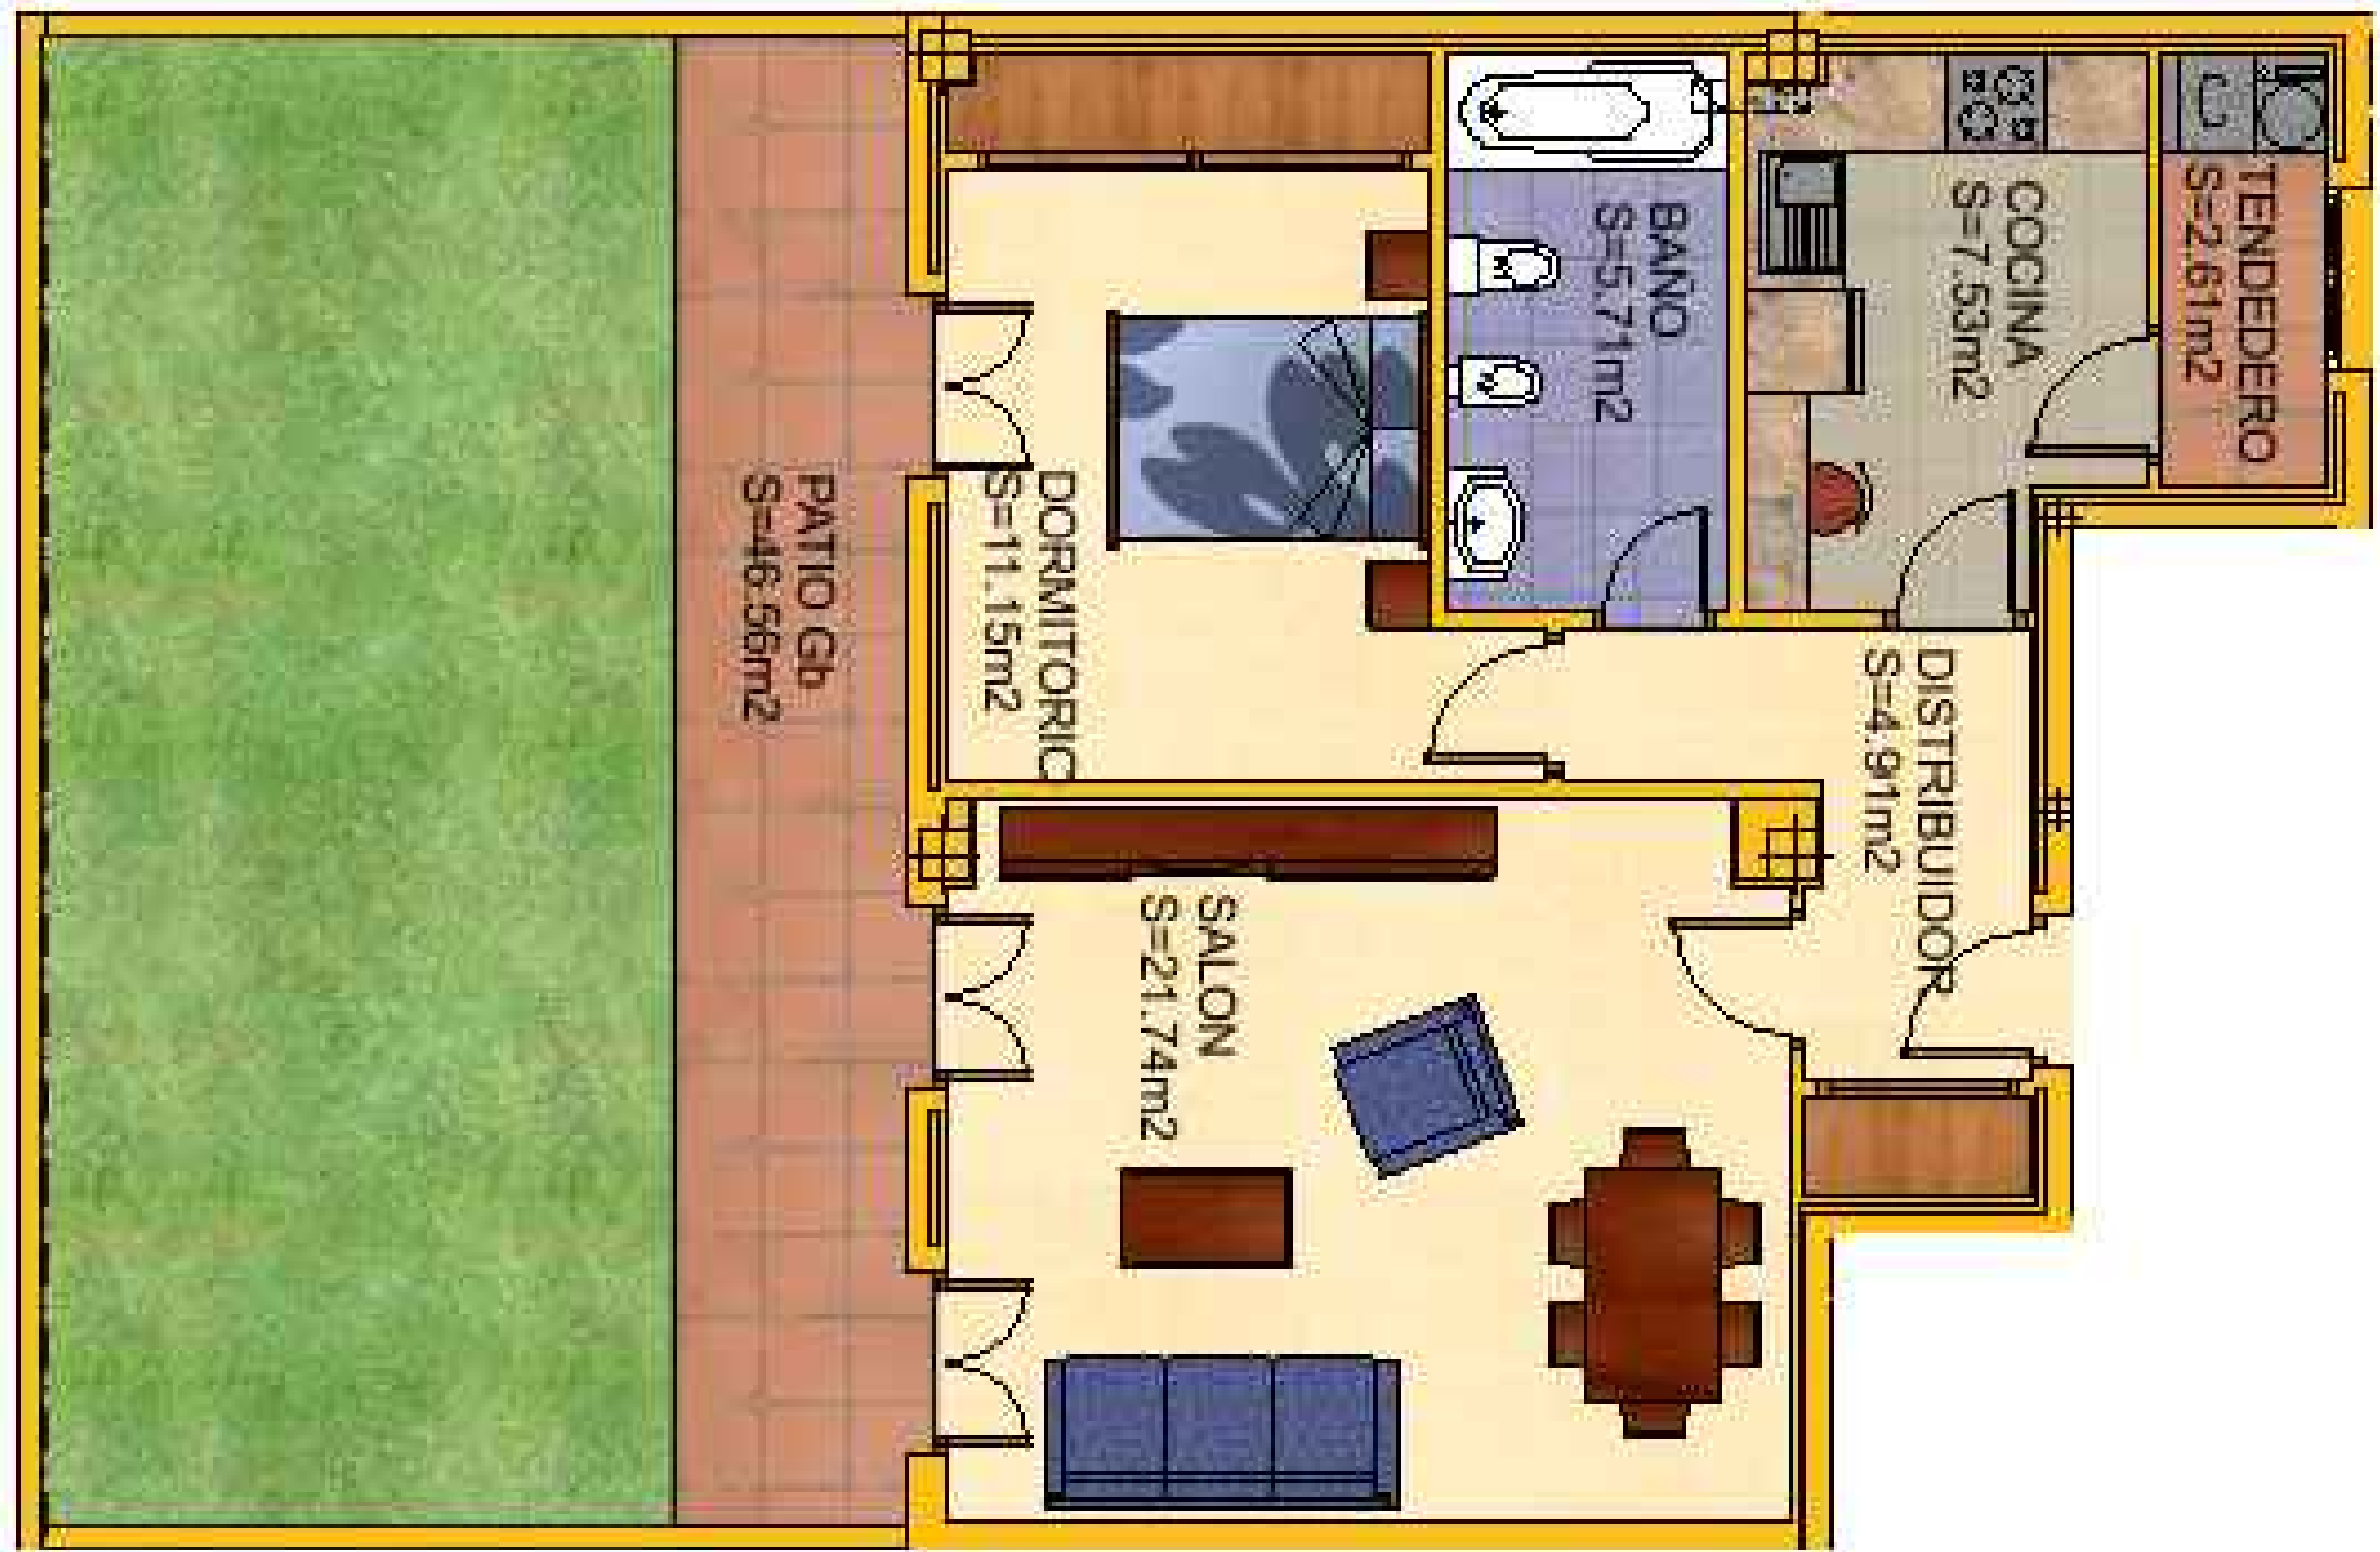 TENDEDERO
S=2.61m2
COCINA
S=7.53m2
BAÑO
S=5.71m2
DISTRIBUIDOR
S=4.91m2
DORMITORIO
S=11.15m2
PATIO Gb
S=46.56m2
SALON
S=21.74m2